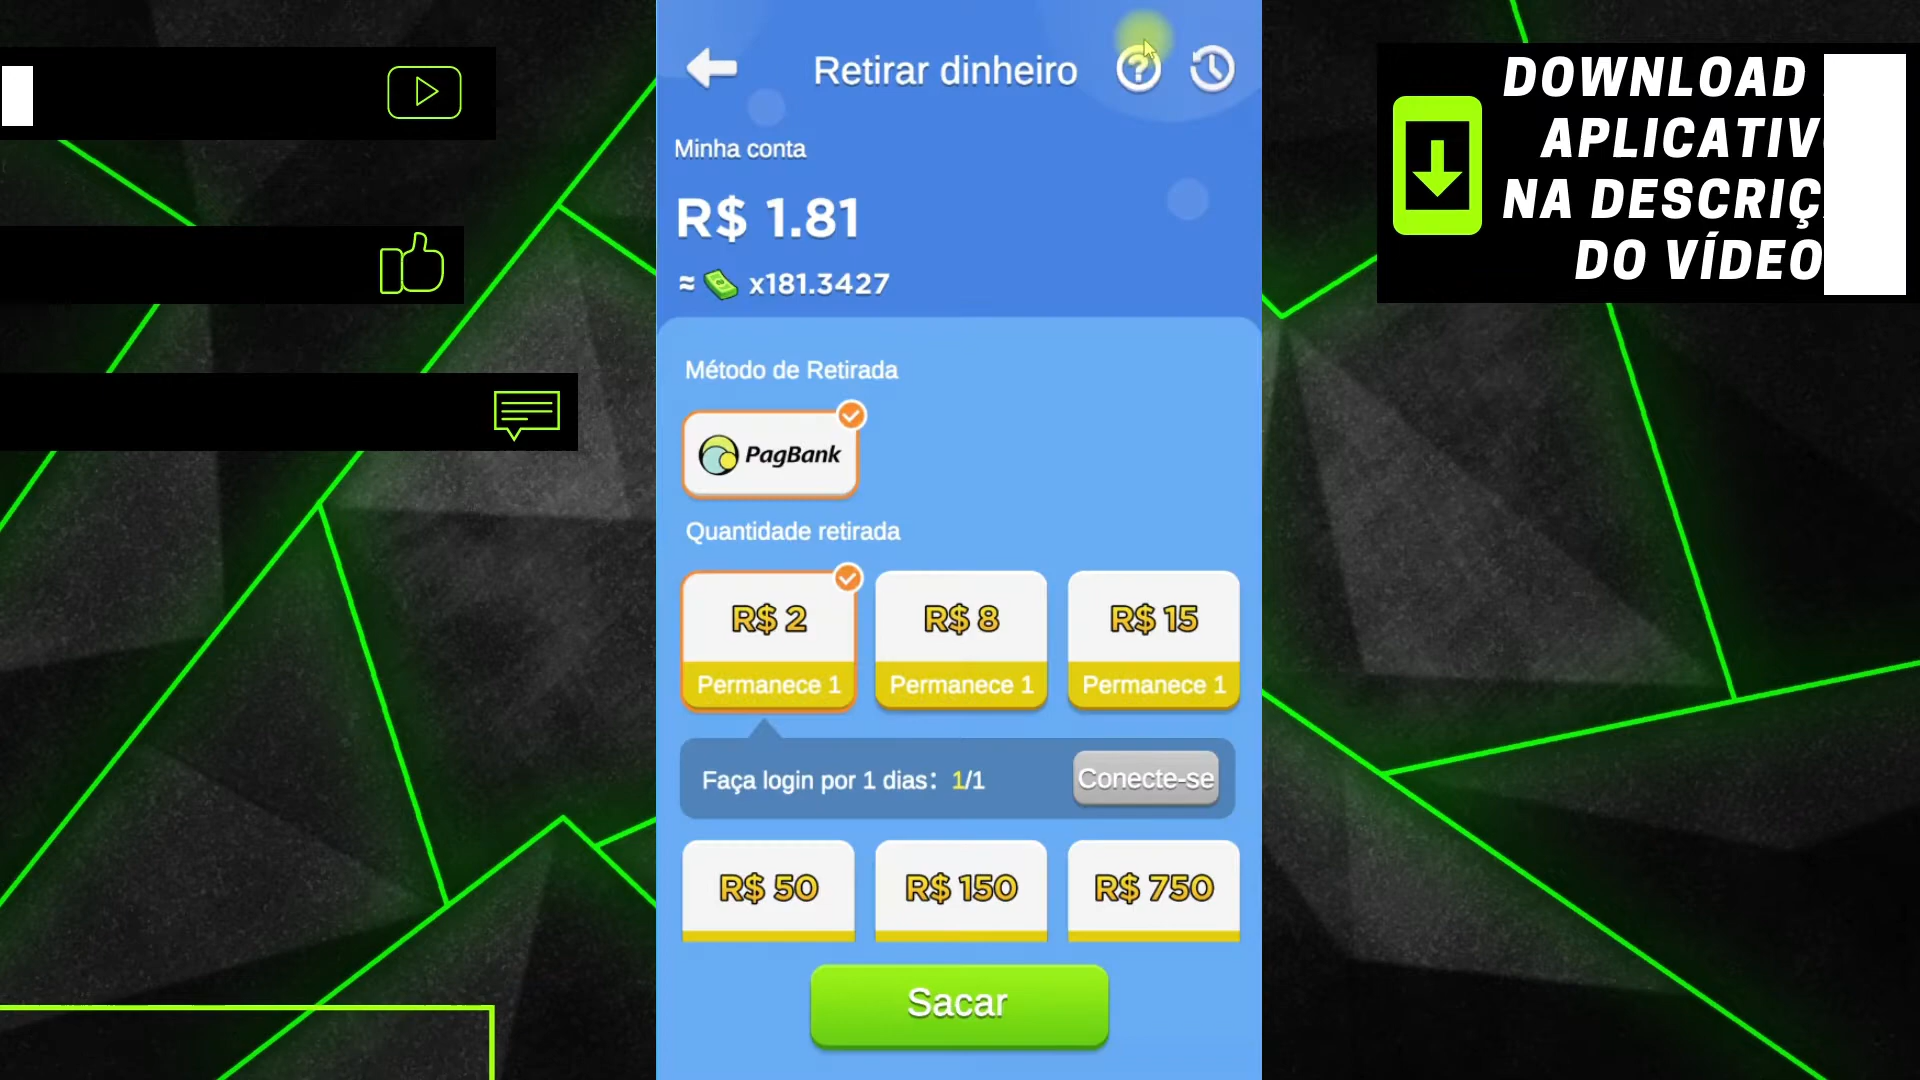 Retirar dinheiro
Minha conta
R$ 1.81
≈ x181.3427
Método de Retirada
PagBank
Quantidade retirada
R$ 2
Permanece 1
R$ 8
Permanece 1
R$ 15
Permanece 1
Faça login por 1 dias: 1/1
Conecte-se
R$ 50
R$ 150
R$ 750
Sacar
DOWNLOAD
APLICATIV
NA DESCRIÇ
DO VÍDEO